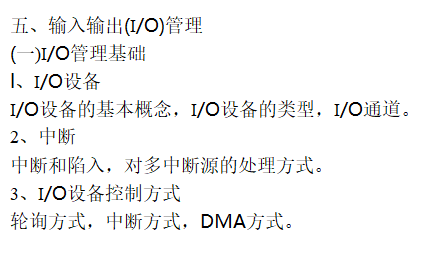 五、输入输出(I/O)管理
(一)I/O管理基础
l、I/O设备
I/O设备的基本概念，I/O设备的类型，I/O通道。
2、中断
中断和陷入，对多中断源的处理方式。
3、I/O设备控制方式
轮询方式，中断方式，DMA方式。